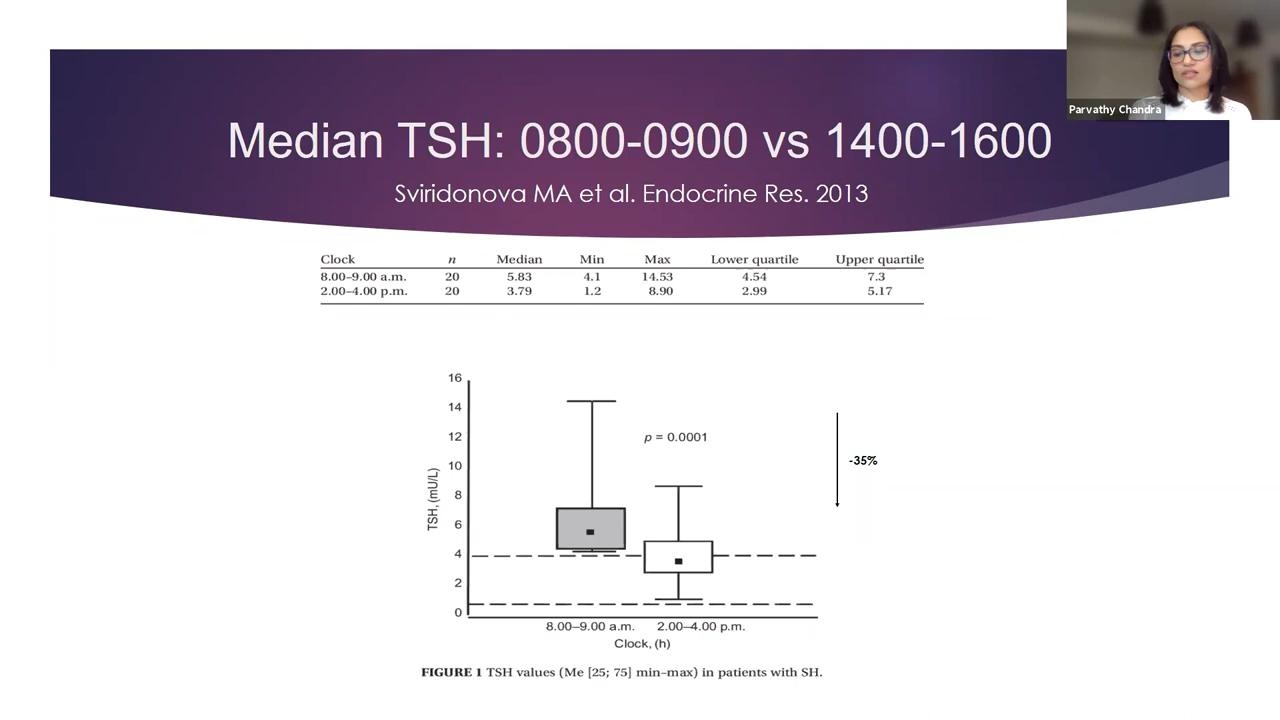 Parvathy Chandra
Median TSH: 0800-0900 vs 1400-1600
Sviridonova MA et al. Endocrine Res. 2013
Clock n Median Min Max Lower quartile Upper quartile
8.00–9.00 a.m. 20 5.83 4.1 14.53 4.54 7.3
2.00–4.00 p.m. 20 3.79 1.2 8.90 2.99 5.17
16
14
12
10
8
6
4
2
0
TSH, (mU/L)
p = 0.0001
-35%
8.00–9.00 a.m. 2.00–4.00 p.m.
Clock, (h)
FIGURE 1 TSH values (Me [25; 75] min–max) in patients with SH.